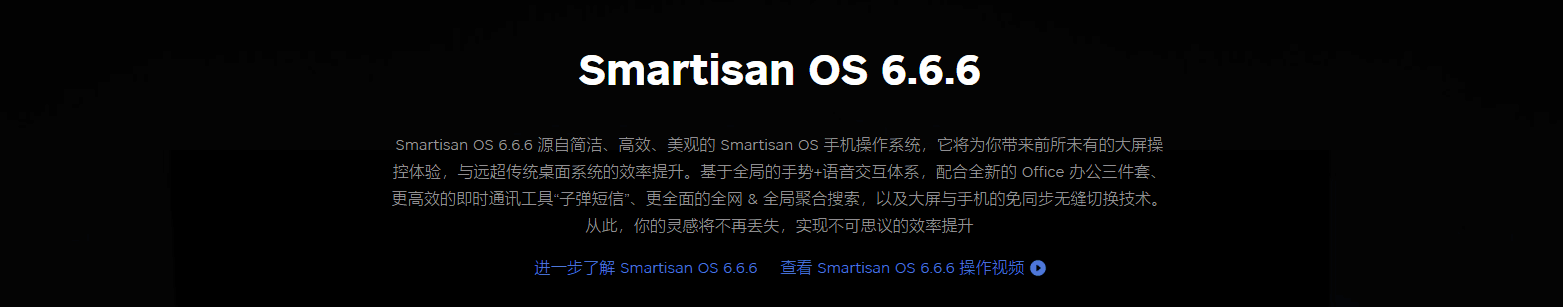 Smartisan OS 6.6.6
Smartisan OS 6.6.6 源自简洁、高效、美观的 Smartisan OS 手机操作系统，它将为你带来前所未有的大屏操
控体验，与远超传统桌面系统的效率提升。基于全局的手势+语音交互体系，配合全新的 Office 办公三件套、
更高效的即时通讯工具“子弹短信”、更全面的全网 & 全局聚合搜索，以及大屏与手机的免同步无缝切换技术。
从此，你的灵感将不再丢失，实现不可思议的效率提升
进一步了解 Smartisan OS 6.6.6 查看 Smartisan OS 6.6.6 操作视频